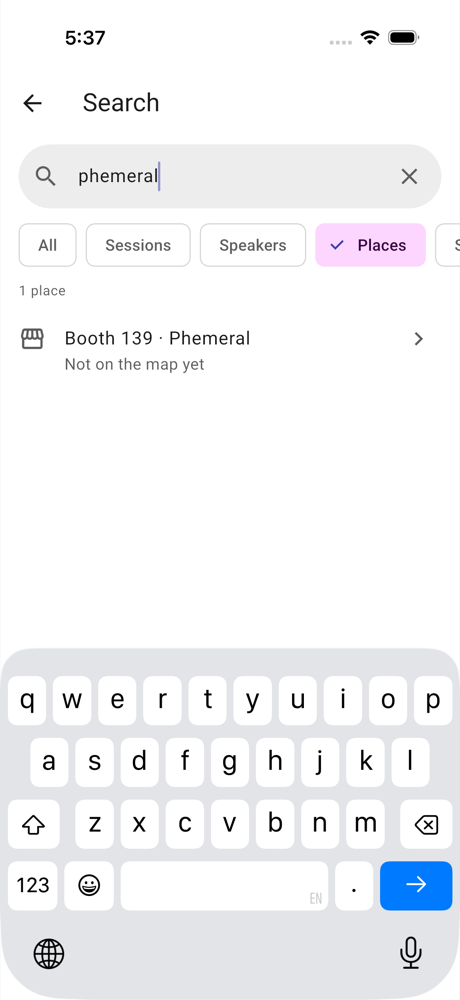 5:37
Search
phemeral
All
Sessions
Speakers
Places
S
1 place
Booth 139 · Phemeral
Not on the map yet
q w e r t y u i o p
a s d f g h j k l
z x c v b n m
123
EN
.